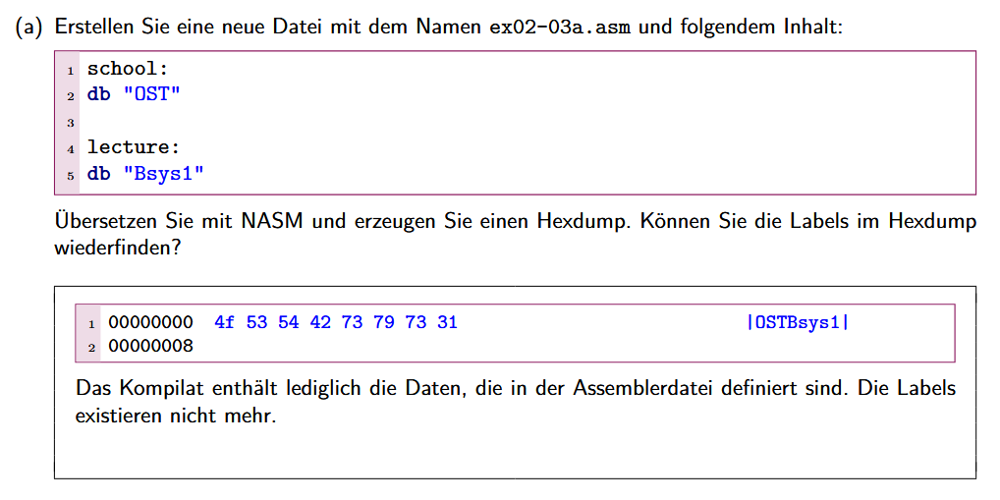 (a) Erstellen Sie eine neue Datei mit dem Namen ex02-03a.asm und folgendem Inhalt:
1 school:
2 db "OST"
3
4 lecture:
5 db "Bsys1"
Übersetzen Sie mit NASM und erzeugen Sie einen Hexdump. Können Sie die Labels im Hexdump
wiederfinden?
1 00000000  4f 53 54 42 73 79 73 31  |OSTBsys1|
2 00000008
Das Kompilat enthält lediglich die Daten, die in der Assemblerdatei definiert sind. Die Labels
existieren nicht mehr.